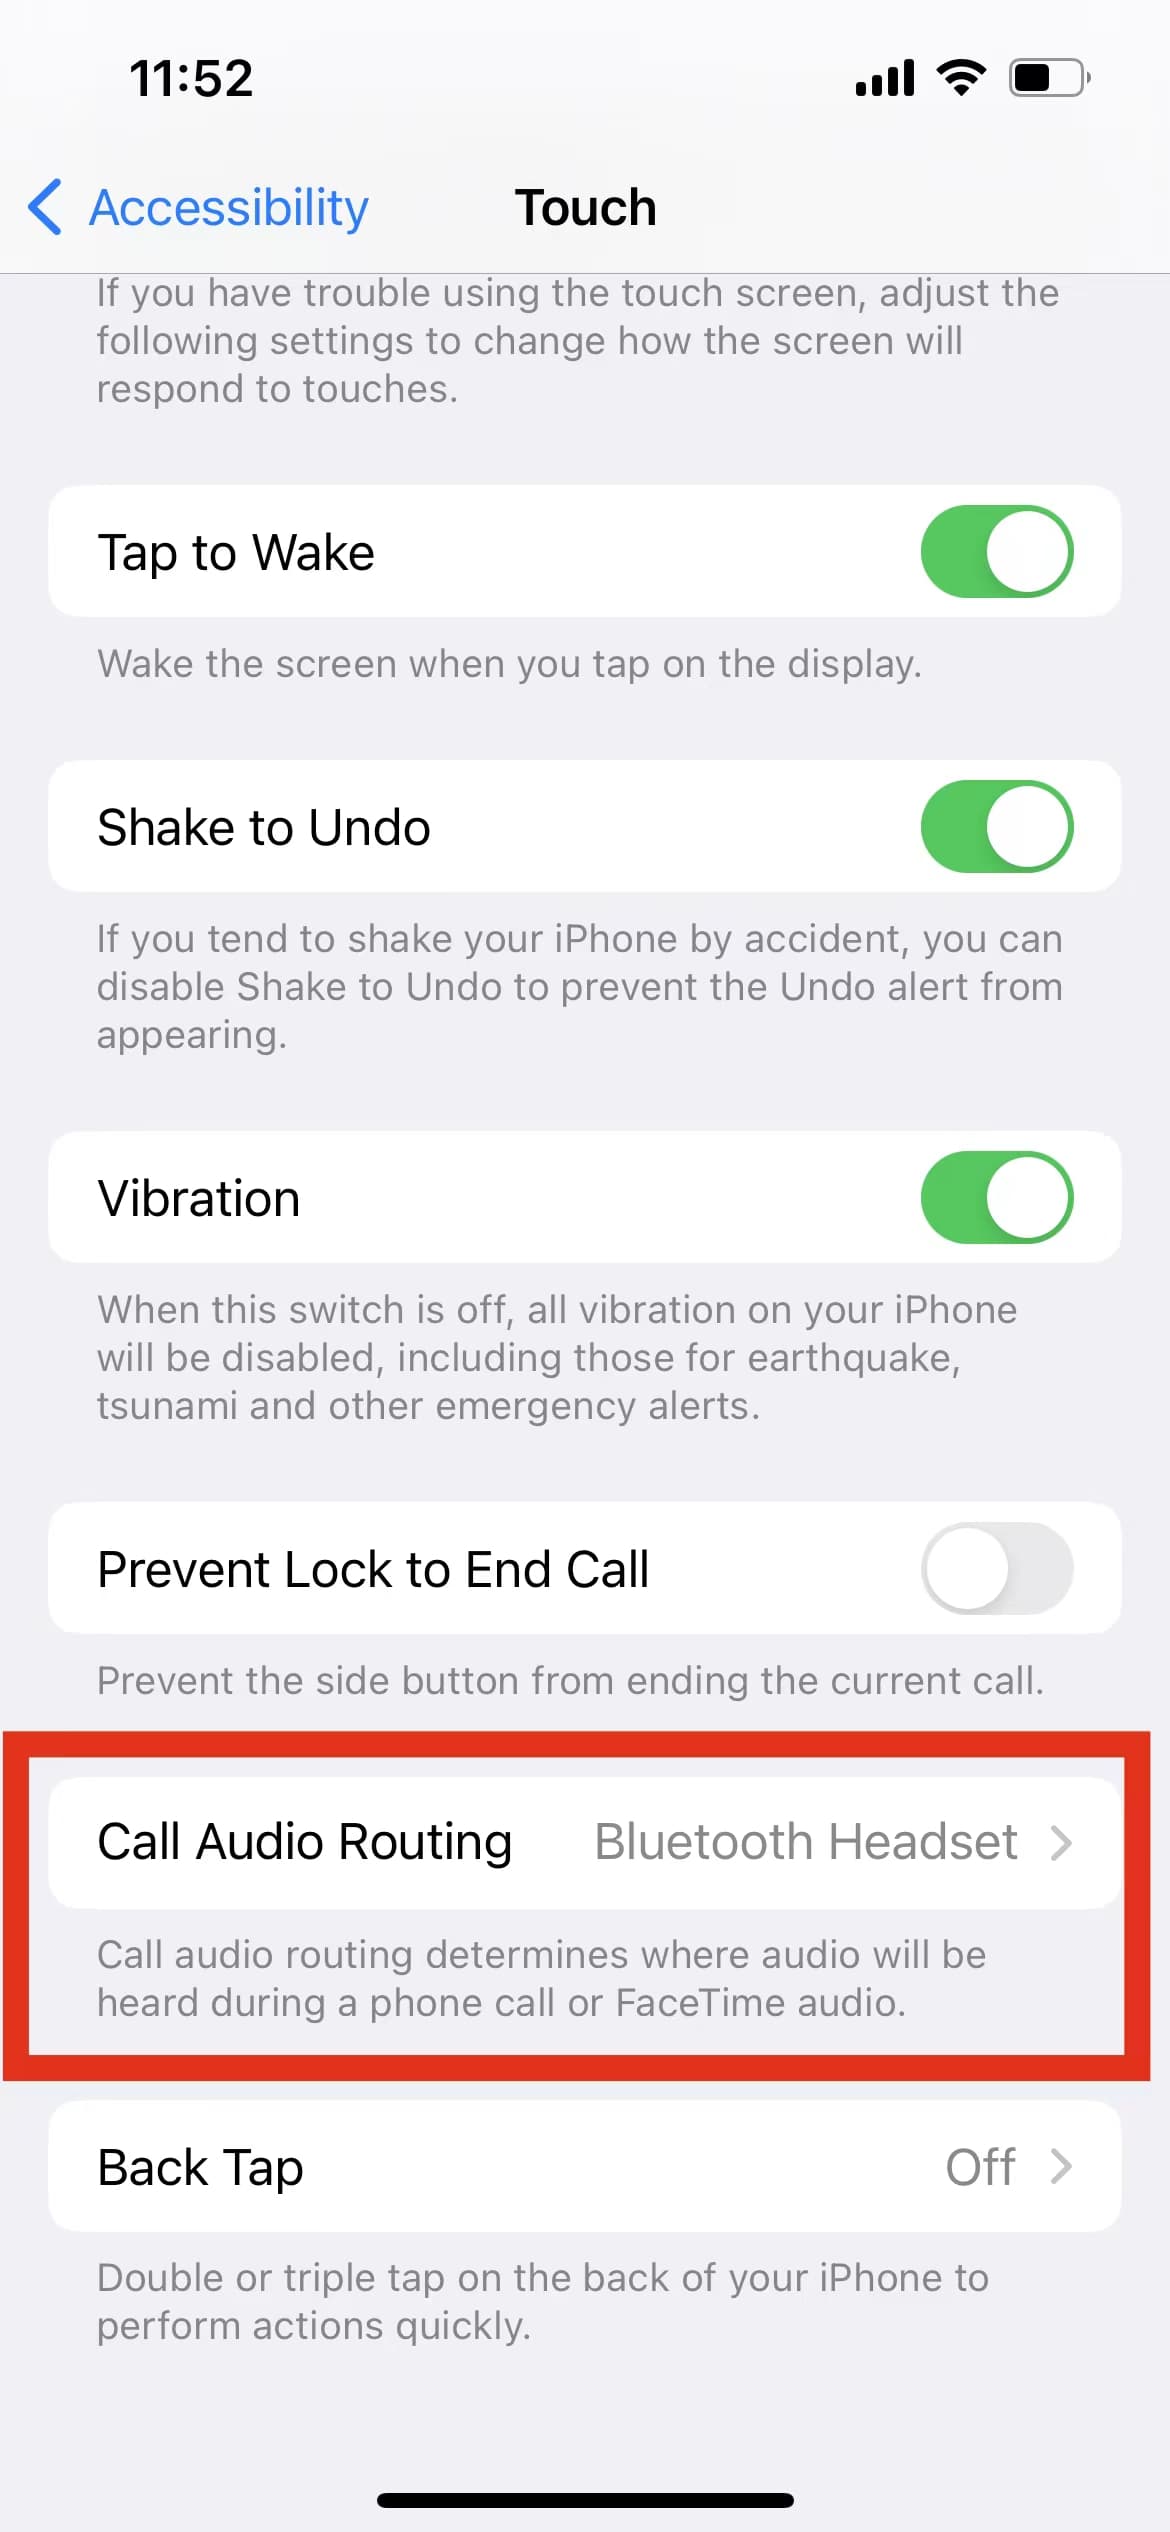 11:52
Accessibility Touch
If you have trouble using the touch screen, adjust the
following settings to change how the screen will
respond to touches.
Tap to Wake
Wake the screen when you tap on the display.
Shake to Undo
If you tend to shake your iPhone by accident, you can
disable Shake to Undo to prevent the Undo alert from
appearing.
Vibration
When this switch is off, all vibration on your iPhone
will be disabled, including those for earthquake,
tsunami and other emergency alerts.
Prevent Lock to End Call
Prevent the side button from ending the current call.
Call Audio Routing Bluetooth Headset
Call audio routing determines where audio will be
heard during a phone call or FaceTime audio.
Back Tap Off
Double or triple tap on the back of your iPhone to
perform actions quickly.